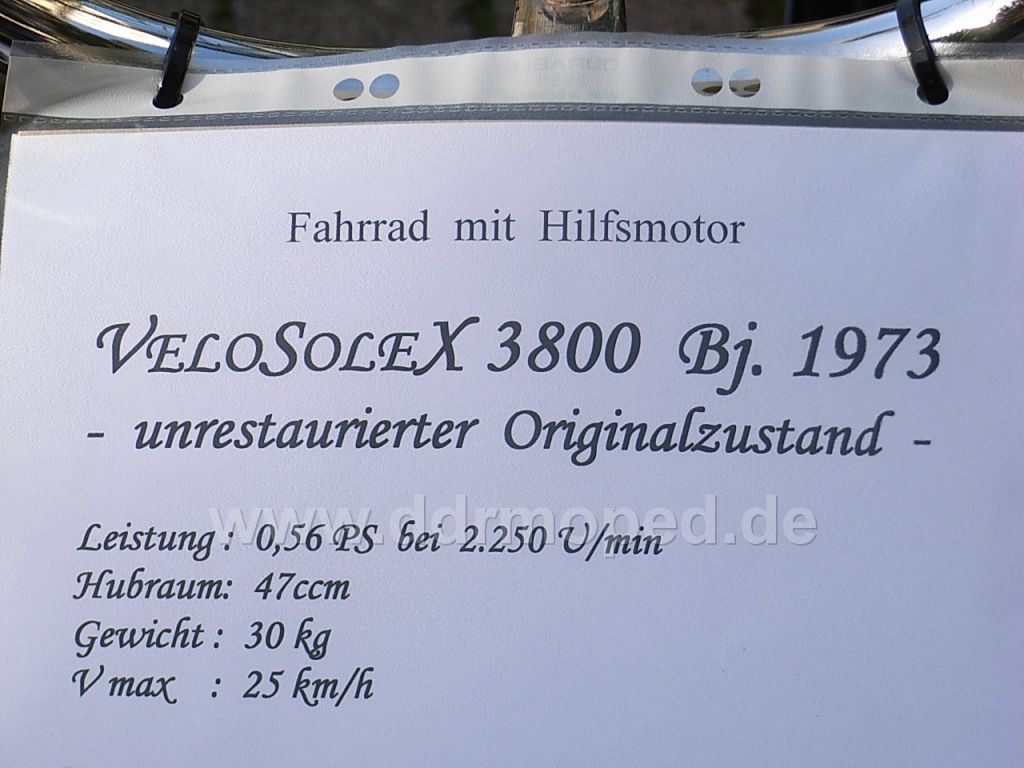 Fahrrad mit Hilfsmotor
VELOSOLEX 3800 Bj. 1973
- unrestaurierter Originalzustand -
www.ddrmoped.de
Leistung : 0,56 PS bei 2.250 U/min
Hubraum: 47ccm
Gewicht : 30 kg
V max : 25 km/h